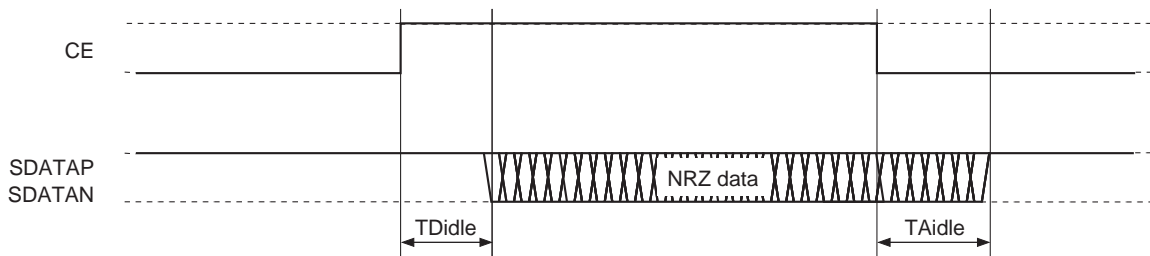 CE
SDATAP
SDATAN
NRZ data
TDidle
TAidle